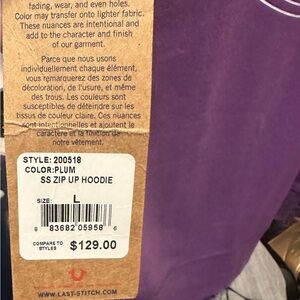 fading, wear, and even holes.
Color may transfer onto lighter fabric.
These nuances are intentional and
add to the character and finish
of our garment.
Parce que nous usons
individuellement chaque élément,
vous remarquerez des zones de
décoloration, de l'usure, et même
des trous. Les couleurs sont
susceptibles de déteindre sur les
tissus de couleur claire. Ces nuances
sont intentionnelles et ajoutent le
caractère et la finition de
notre vêtement.
STYLE: 200518
COLOR:PLUM
SS ZIP UP HOODIE
SIZE: L
8 83682 05958 6
COMPARE TO
STYLES $129.00
WWW.LAST-STITCH.COM